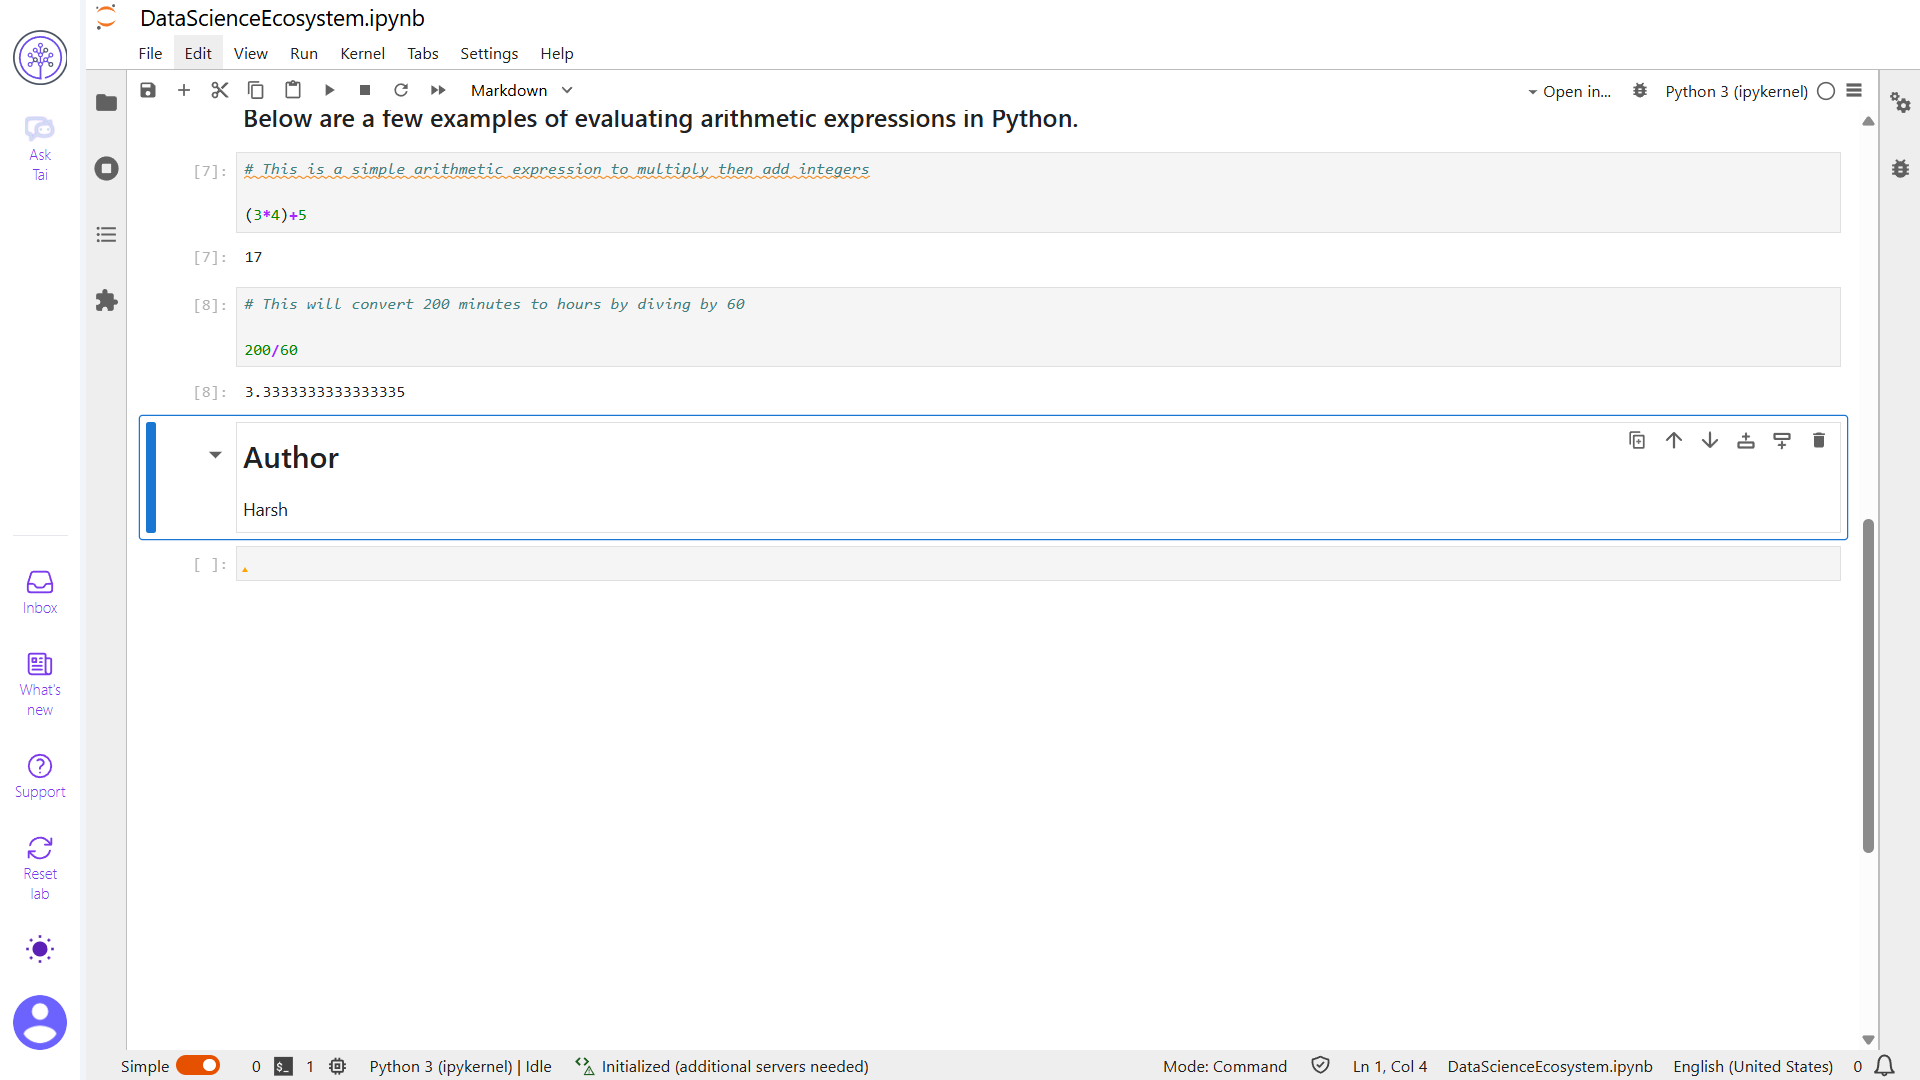 DataScienceEcosystem.ipynb
File Edit View Run Kernel Tabs Settings Help
Markdown
Open in...
Python 3 (ipykernel)
Ask
Tai
Below are a few examples of evaluating arithmetic expressions in Python.
[7]:
# This is a simple arithmetic expression to multiply then add integers
(3*4)+5
[7]:
17
[8]:
# This will convert 200 minutes to hours by diving by 60
200/60
[8]:
3.3333333333333335
Author
Harsh
[ ]:
Inbox
What's
new
Support
Reset
lab
Simple 0 $_ 1 Python 3 (ipykernel) | Idle Initialized (additional servers needed) Mode: Command Ln 1, Col 4 DataScienceEcosystem.ipynb English (United States) 0